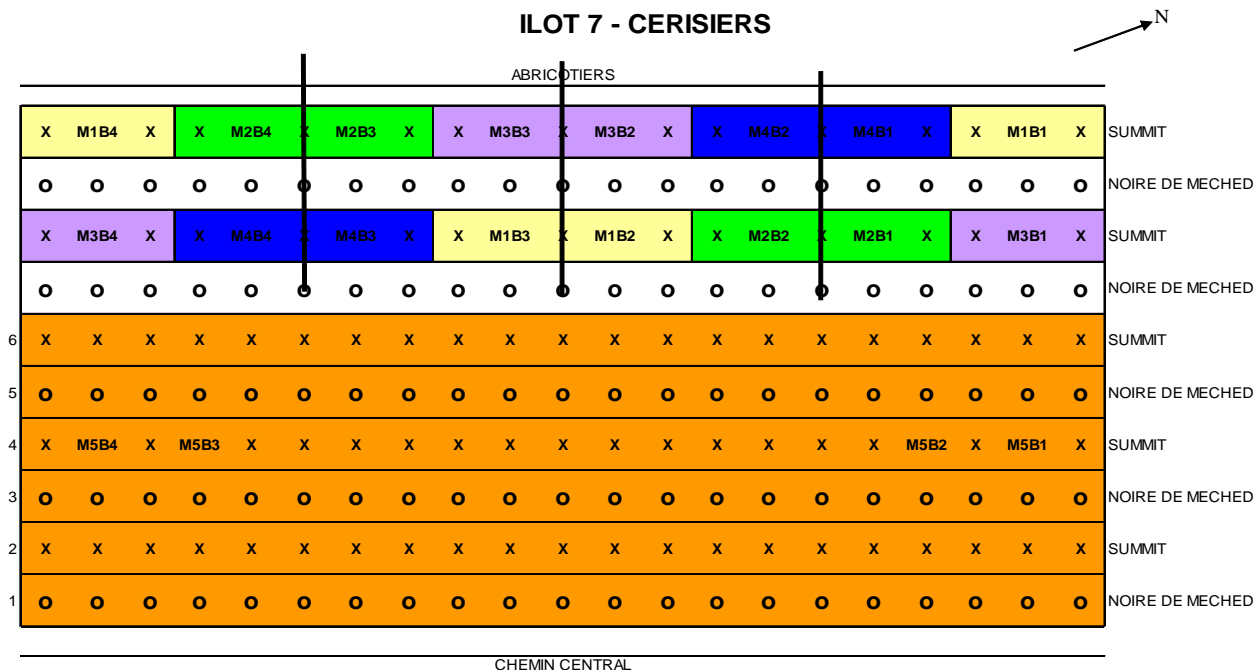 ILOT 7 - CERISIERS
N
ABRICOTIERS
X M1B4 X X M2B4 X M2B3 X X M3B3 X M3B2 X X M4B2 X M4B1 X X M1B1 X SUMMIT
O O O O O O O O O O O O O O O O O O O O O NOIRE DE MECHED
X M3B4 X X M4B4 X M4B3 X X M1B3 X M1B2 X X M2B2 X M2B1 X X M3B1 X SUMMIT
O O O O O O O O O O O O O O O O O O O O O NOIRE DE MECHED
6 X X X X X X X X X X X X X X X X X X X X X SUMMIT
5 O O O O O O O O O O O O O O O O O O O O O NOIRE DE MECHED
4 X M5B4 X M5B3 X X X X X X X X X X X X X M5B2 X M5B1 X SUMMIT
3 O O O O O O O O O O O O O O O O O O O O O NOIRE DE MECHED
2 X X X X X X X X X X X X X X X X X X X X X SUMMIT
1 O O O O O O O O O O O O O O O O O O O O O NOIRE DE MECHED
CHEMIN CENTRAL